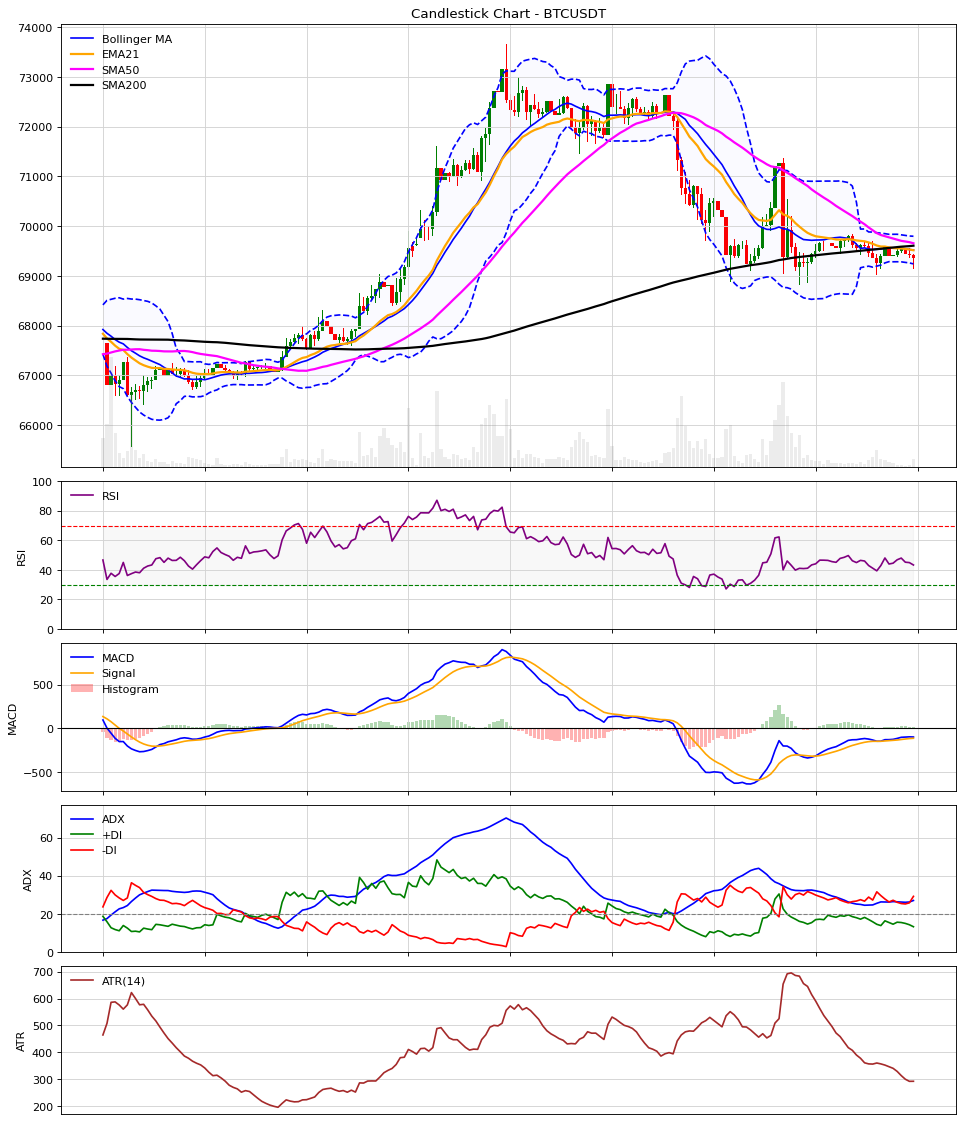 Candlestick Chart - BTCUSDT
74000
73000
72000
71000
70000
69000
68000
67000
66000
Bollinger MA
EMA21
SMA50
SMA200
100
80
60
40
20
0
RSI
RSI
500
0
−500
MACD
MACD
Signal
Histogram
60
40
20
0
ADX
ADX
+DI
-DI
700
600
500
400
300
200
ATR
ATR(14)